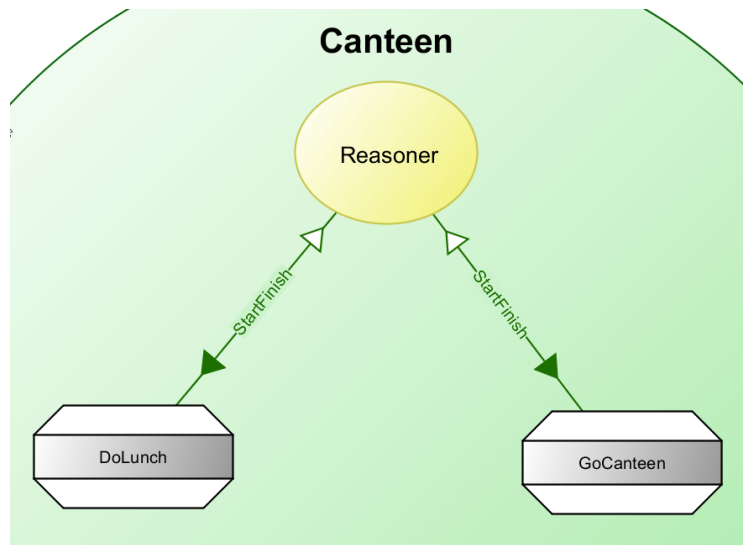 Canteen
Reasoner
StartFinish
StartFinish
DoLunch
GoCanteen